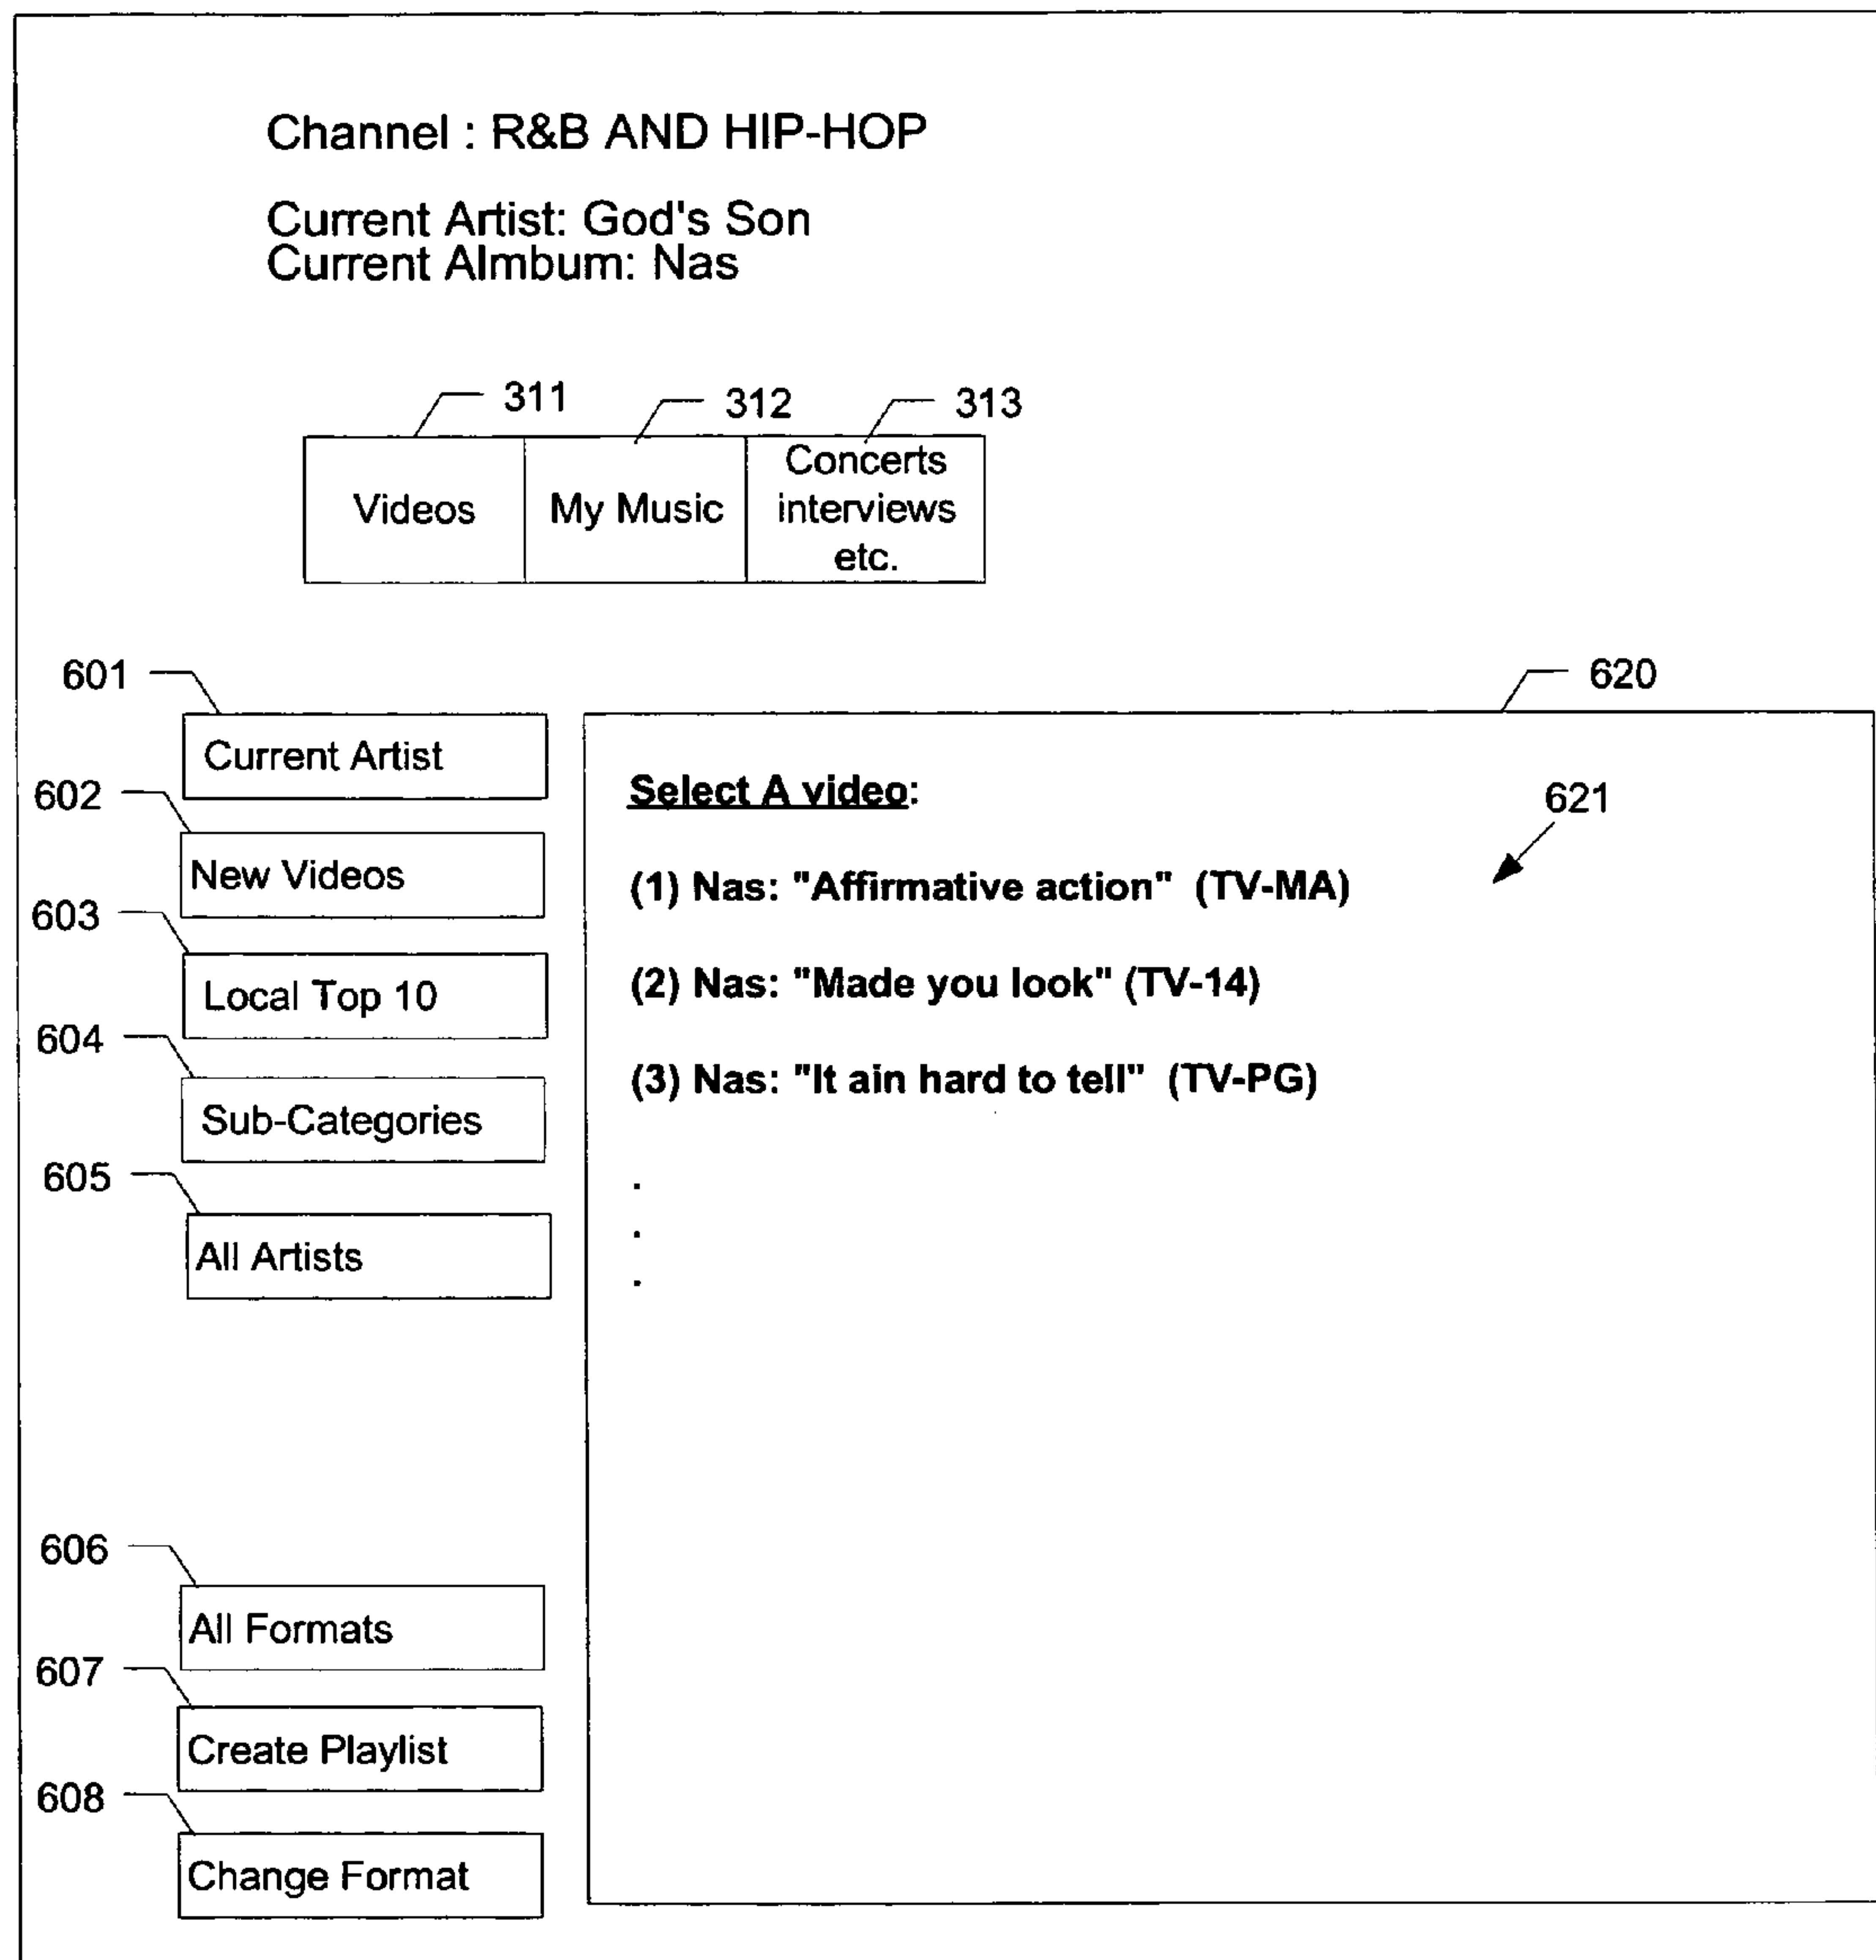 Channel : R&B AND HIP-HOP
Current Artist: God's Son
Current Almbum: Nas
311
312
313
Videos
My Music
Concerts
interviews
etc.
601
Current Artist
602
New Videos
603
Local Top 10
604
Sub-Categories
605
All Artists
606
All Formats
607
Create Playlist
608
Change Format
620
Select A video:
621
(1) Nas: "Affirmative action" (TV-MA)
(2) Nas: "Made you look" (TV-14)
(3) Nas: "It ain hard to tell" (TV-PG)
.
.
.